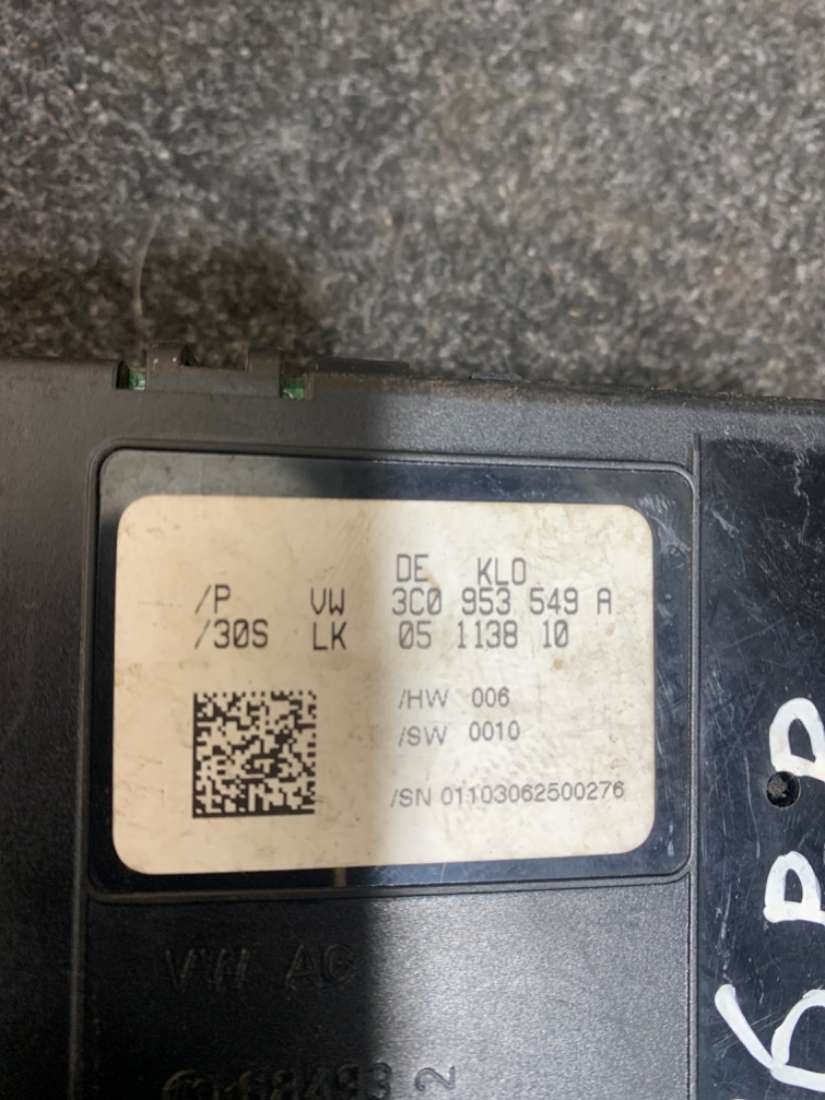 DE KLO
/P VW 3C0 953 549 A
/30S LK 05 1138 10
/HW 006
/SW 0010
/SN 01103062500276
VW AG